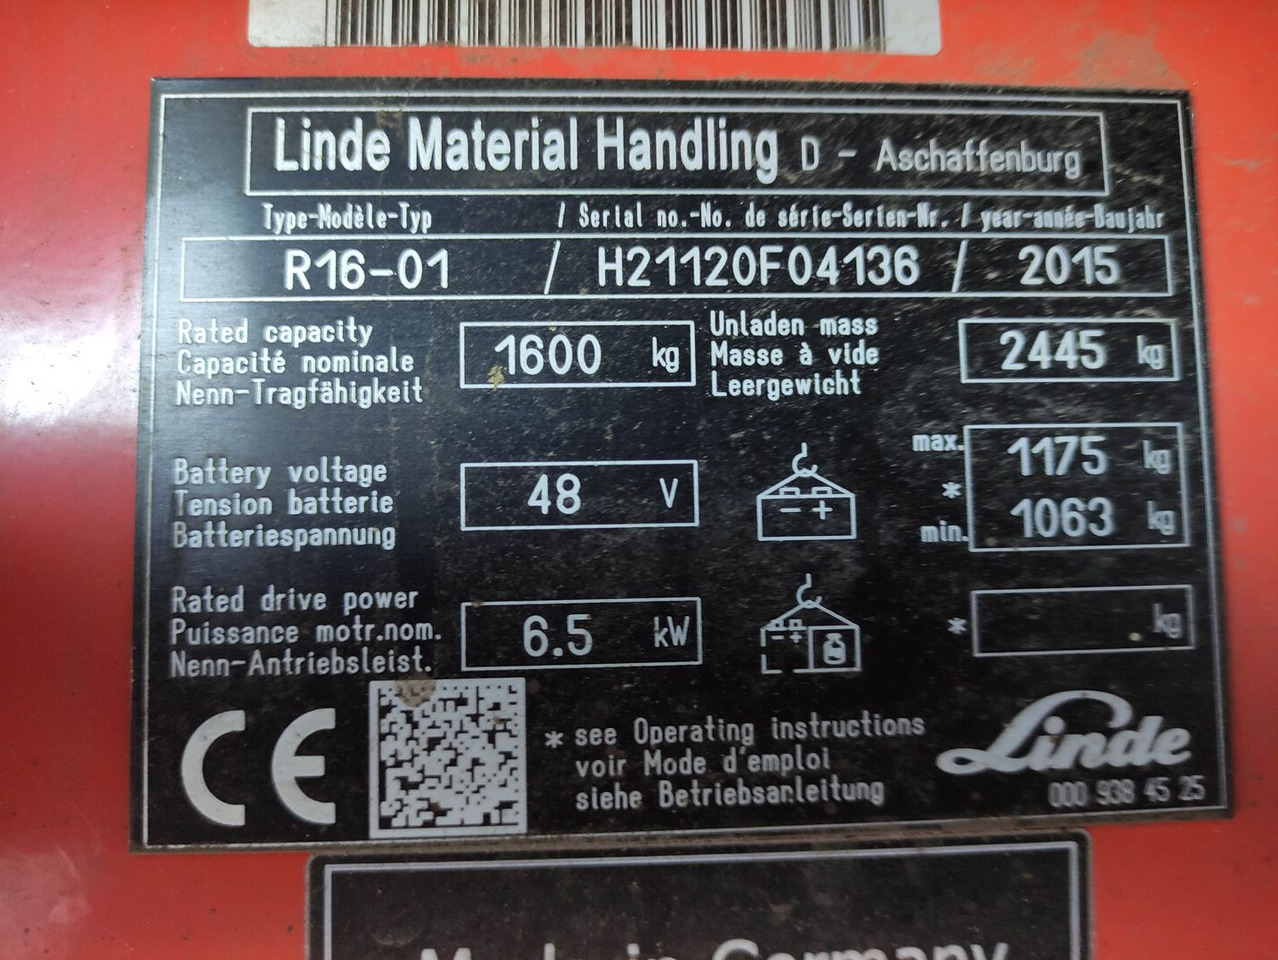 Linde Material Handling D - Aschaffenburg
Type-Modèle-Typ / Serial no.-No. de série-Serien-Nr. / year-année-Baujahr
R16-01 / H21120F04136 / 2015
Rated capacity
Capacité nominale
Nenn-Tragfähigkeit
1600 kg
Unladen mass
Masse à vide
Leergewicht
2445 kg
Battery voltage
Tension batterie
Batteriespannung
48 V
max. 1175 kg
*
min. 1063 kg
Rated drive power
Puissance motr.nom.
Nenn-Antriebsleist.
6.5 kW
* kg
CE
* see Operating instructions
voir Mode d'emploi
siehe Betriebsanleitung
Linde
000 938 45 25
Made in Germany